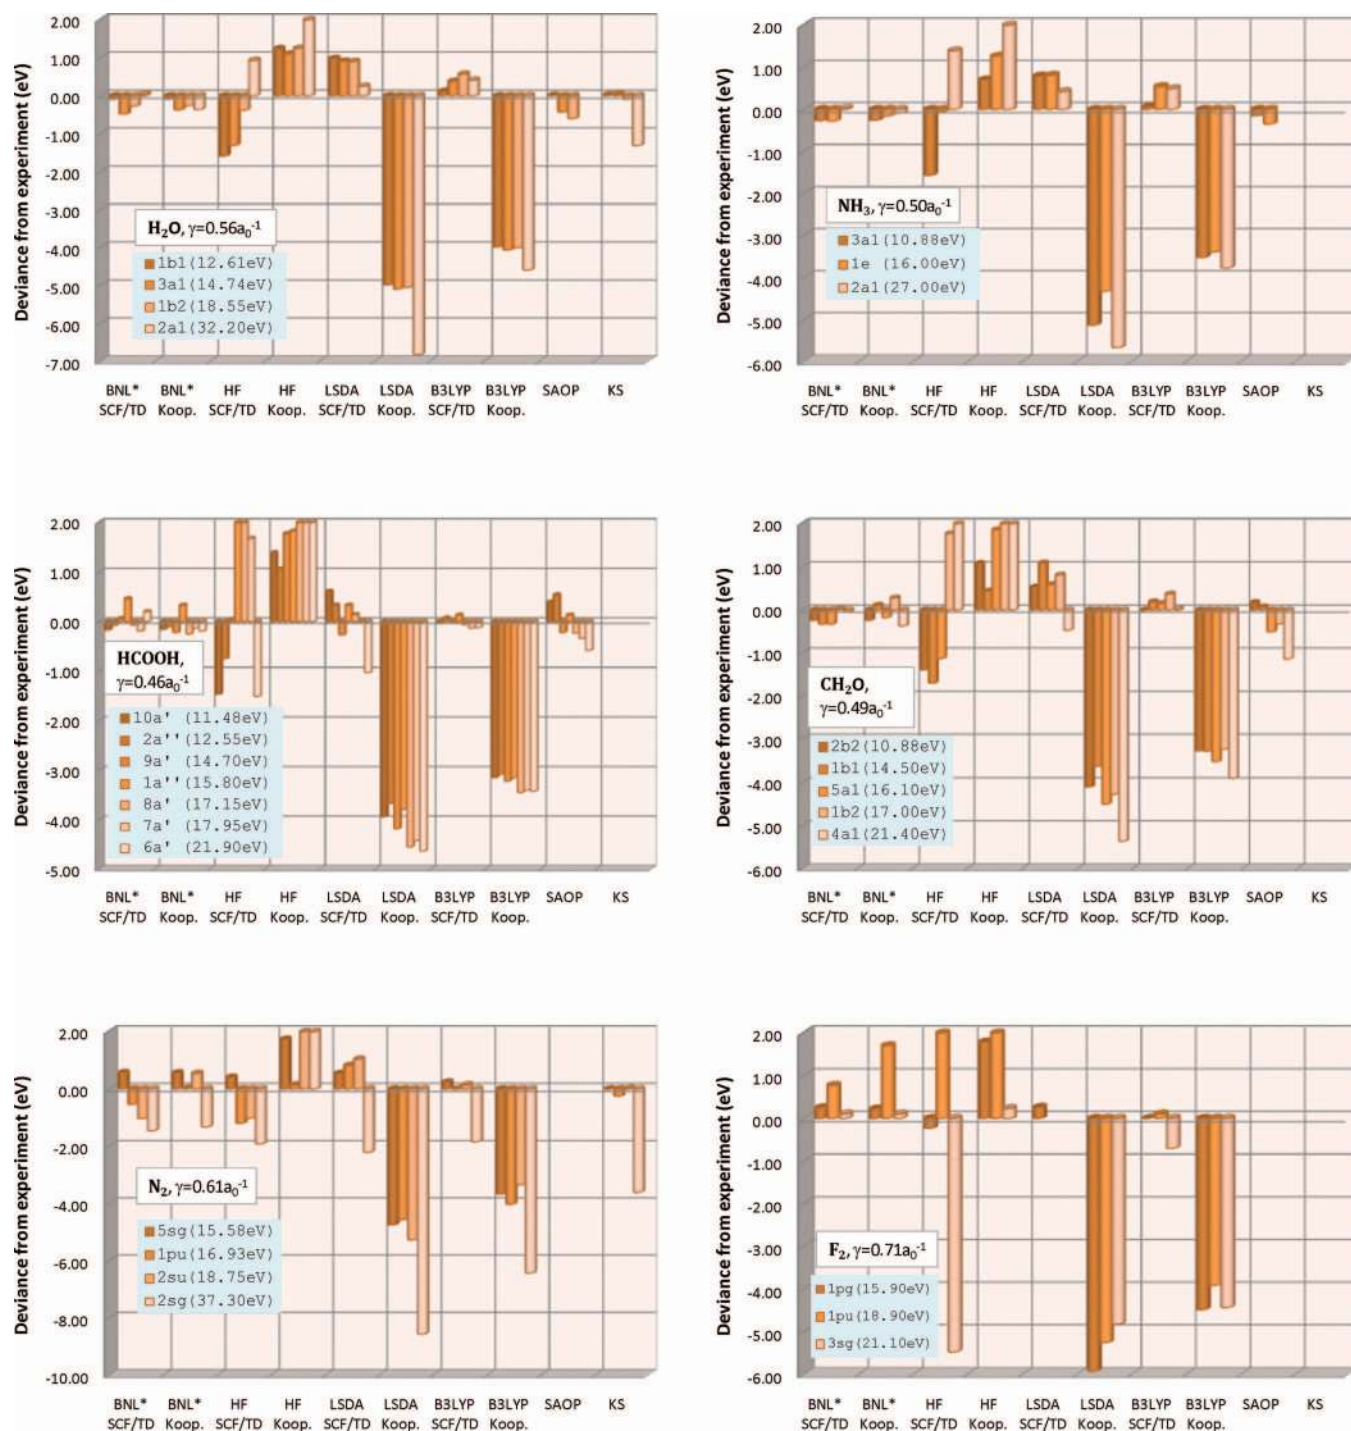 Deviance from experiment (eV)
2.00
1.00
0.00
-1.00
-2.00
-3.00
-4.00
-5.00
-6.00
-7.00
H₂O, γ=0.56a₀⁻¹
1b1(12.61eV)
3a1(14.74eV)
1b2(18.55eV)
2a1(32.20eV)
BNL* BNL* HF HF LSDA LSDA B3LYP B3LYP SAOP KS
SCF/TD Koop. SCF/TD Koop. SCF/TD Koop. SCF/TD Koop.
Deviance from experiment (eV)
2.00
1.00
0.00
-1.00
-2.00
-3.00
-4.00
-5.00
-6.00
NH₃, γ=0.50a₀⁻¹
3a1(10.88eV)
1e (16.00eV)
2a1(27.00eV)
BNL* BNL* HF HF LSDA LSDA B3LYP B3LYP SAOP KS
SCF/TD Koop. SCF/TD Koop. SCF/TD Koop. SCF/TD Koop.
Deviance from experiment (eV)
2.00
1.00
0.00
-1.00
-2.00
-3.00
-4.00
-5.00
HCOOH,
γ=0.46a₀⁻¹
10a' (11.48eV)
2a'' (12.55eV)
9a' (14.70eV)
1a'' (15.80eV)
8a' (17.15eV)
7a' (17.95eV)
6a' (21.90eV)
BNL* BNL* HF HF LSDA LSDA B3LYP B3LYP SAOP KS
SCF/TD Koop. SCF/TD Koop. SCF/TD Koop. SCF/TD Koop.
Deviance from experiment (eV)
2.00
1.00
0.00
-1.00
-2.00
-3.00
-4.00
-5.00
-6.00
CH₂O,
γ=0.49a₀⁻¹
2b2(10.88eV)
1b1(14.50eV)
5a1(16.10eV)
1b2(17.00eV)
4a1(21.40eV)
BNL* BNL* HF HF LSDA LSDA B3LYP B3LYP SAOP KS
SCF/TD Koop. SCF/TD Koop. SCF/TD Koop. SCF/TD Koop.
Deviance from experiment (eV)
2.00
0.00
-2.00
-4.00
-6.00
-8.00
-10.00
N₂, γ=0.61a₀⁻¹
5sg(15.58eV)
1pu(16.93eV)
2su(18.75eV)
2sg(37.30eV)
BNL* BNL* HF HF LSDA LSDA B3LYP B3LYP SAOP KS
SCF/TD Koop. SCF/TD Koop. SCF/TD Koop. SCF/TD Koop.
Deviance from experiment (eV)
2.00
1.00
0.00
-1.00
-2.00
-3.00
-4.00
-5.00
-6.00
F₂, γ=0.71a₀⁻¹
1pg(15.90eV)
1pu(18.90eV)
3sg(21.10eV)
BNL* BNL* HF HF LSDA LSDA B3LYP B3LYP SAOP KS
SCF/TD Koop. SCF/TD Koop. SCF/TD Koop. SCF/TD Koop.